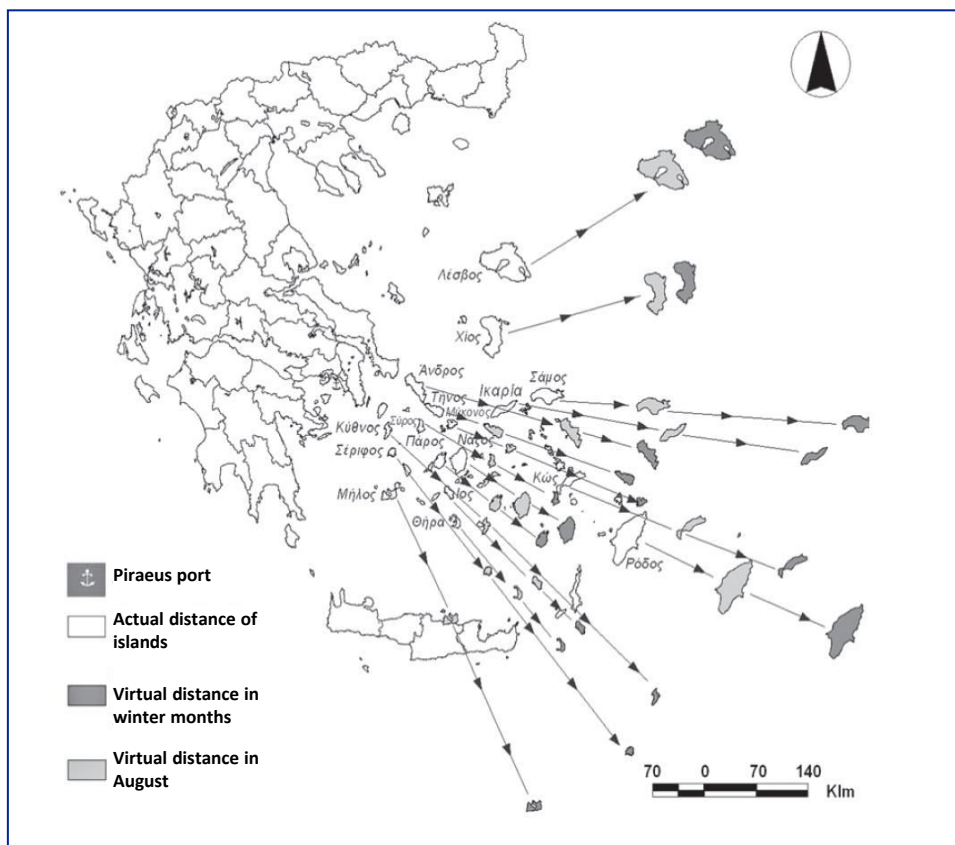 Λέσβος
Χίος
Άνδρος
Σάμος
Ικαρία
Τήνος
Μύκονος
Κύθνος
Σύρος
Σέριφος
Πάρος
Νάξος
Κώς
Μήλος
Ίος
Θήρα
Ρόδος
Piraeus port
Actual distance of
islands
Virtual distance in
winter months
Virtual distance in
August
70 0 70 140
Klm